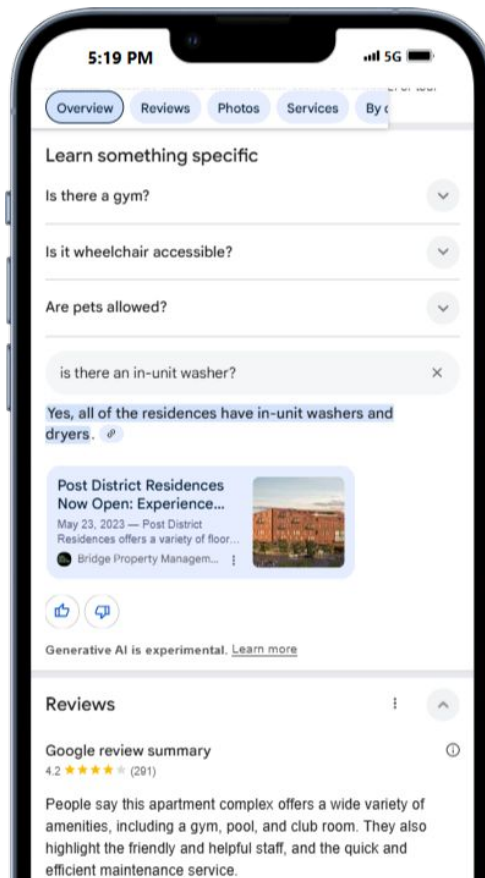 5:19 PM
5G
Overview
Reviews
Photos
Services
By
Learn something specific
Is there a gym?
Is it wheelchair accessible?
Are pets allowed?
is there an in-unit washer?
Yes, all of the residences have in-unit washers and
dryers.
Post District Residences
Now Open: Experience...
May 23, 2023 — Post District
Residences offers a variety of floor...
Bridge Property Managem...
Generative AI is experimental. Learn more
Reviews
Google review summary
4.2 (291)
People say this apartment complex offers a wide variety of
amenities, including a gym, pool, and club room. They also
highlight the friendly and helpful staff, and the quick and
efficient maintenance service.